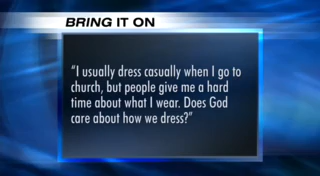 BRING IT ON
“I usually dress casually when I go to
church, but people give me a hard
time about what I wear. Does God
care about how we dress?”